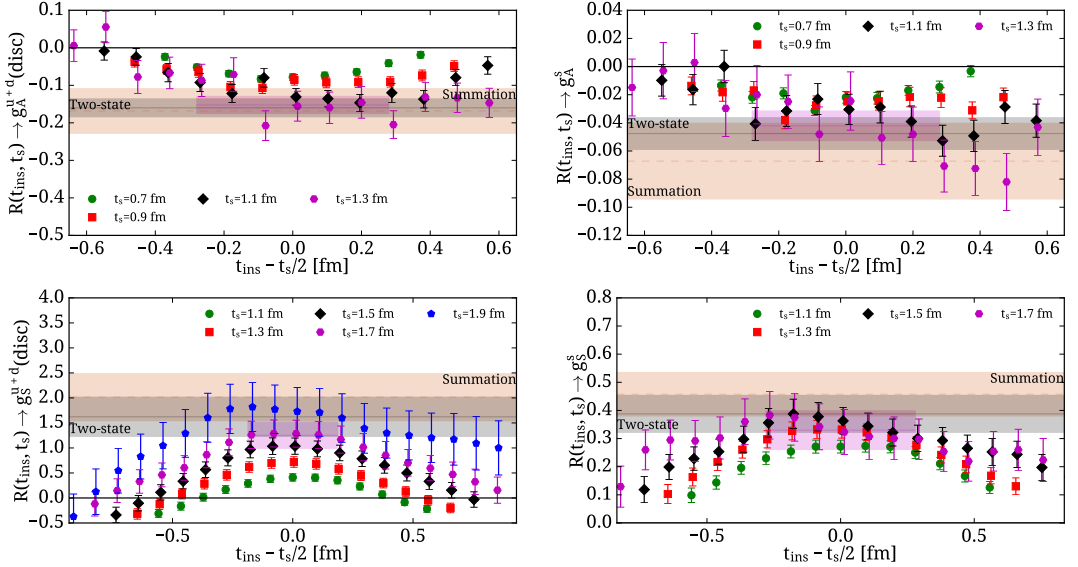 R(t_ins, t_s) → g_A^{u+d}(disc)
0.1
0.0
−0.1
−0.2
−0.3
−0.4
−0.5
Two-state
Summation
t_s=0.7 fm
t_s=1.1 fm
t_s=1.3 fm
t_s=0.9 fm
−0.6 −0.4 −0.2 0.0 0.2 0.4 0.6
t_ins − t_s/2 [fm]
R(t_ins, t_s) → g_A^s
0.02
0.00
−0.02
−0.04
−0.06
−0.08
−0.10
−0.12
t_s=0.7 fm
t_s=1.1 fm
t_s=1.3 fm
t_s=0.9 fm
Two-state
Summation
−0.6 −0.4 −0.2 0.0 0.2 0.4 0.6
t_ins − t_s/2 [fm]
R(t_ins, t_s) → g_S^{u+d}(disc)
4.0
3.5
3.0
2.5
2.0
1.5
1.0
0.5
0.0
−0.5
t_s=1.1 fm
t_s=1.5 fm
t_s=1.9 fm
t_s=1.3 fm
t_s=1.7 fm
Summation
Two-state
−0.5 0.0 0.5
t_ins − t_s/2 [fm]
R(t_ins, t_s) → g_S^s
0.8
0.7
0.6
0.5
0.4
0.3
0.2
0.1
0.0
t_s=1.1 fm
t_s=1.5 fm
t_s=1.7 fm
t_s=1.3 fm
Summation
Two-state
−0.5 0.0 0.5
t_ins − t_s/2 [fm]